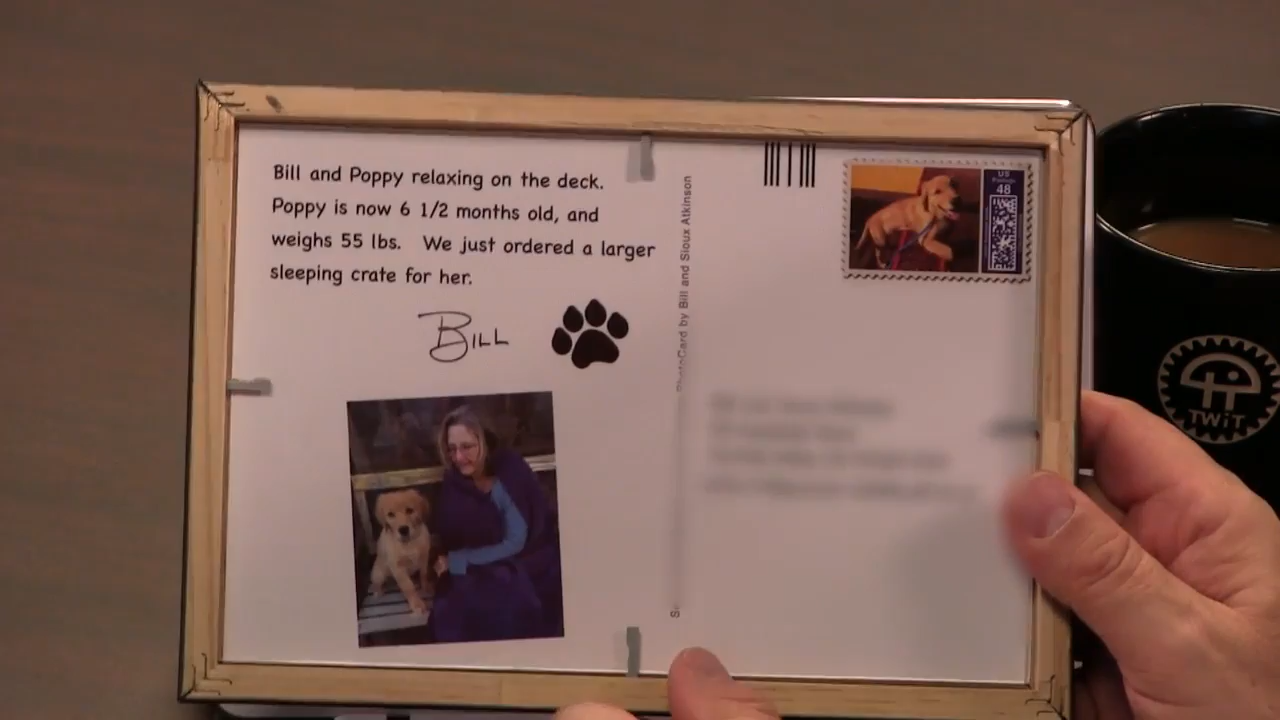 Bill and Poppy relaxing on the deck.
Poppy is now 6 1/2 months old, and
weighs 55 lbs. We just ordered a larger
sleeping crate for her.
BILL
PhotoCard by Bill and Sioux Atkinson
US
Postage
48
TWiT